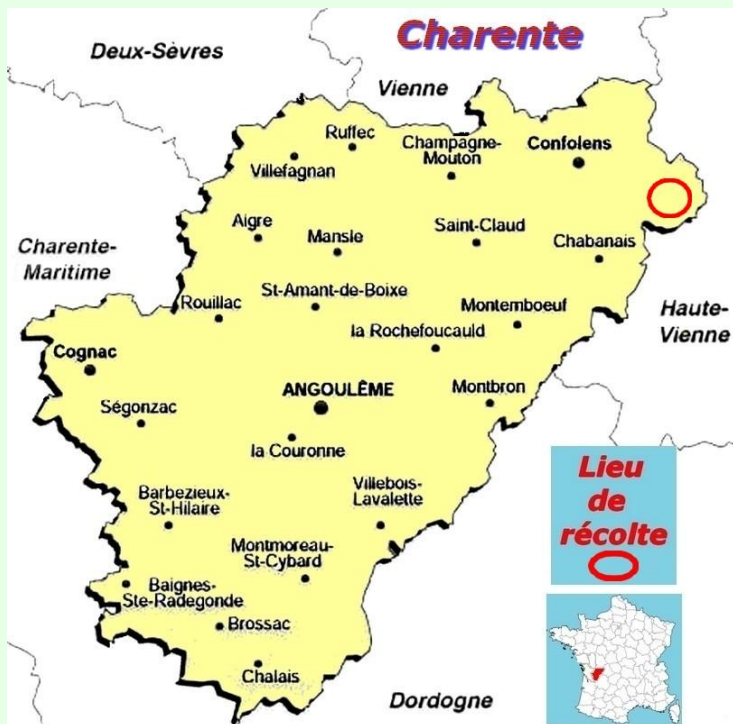 Charente
Deux-Sèvres
Vienne
Ruffec
Villefagnan
Champagne-
Mouton
Confolens
Aigre
Mansle
Saint-Claud
Chabanais
Charente-
Maritime
Rouillac
St-Amant-de-Boixe
Montemboeuf
Haute-
Vienne
la Rochefoucauld
Cognac
ANGOULÊME
Montbron
Ségonzac
la Couronne
Lieu
de
récolte
Barbezieux-
St-Hilaire
Villebois-
Lavalette
Montmoreau-
St-Cybard
Baignes-
Ste-Radegonde
Brossac
Chalais
Dordogne